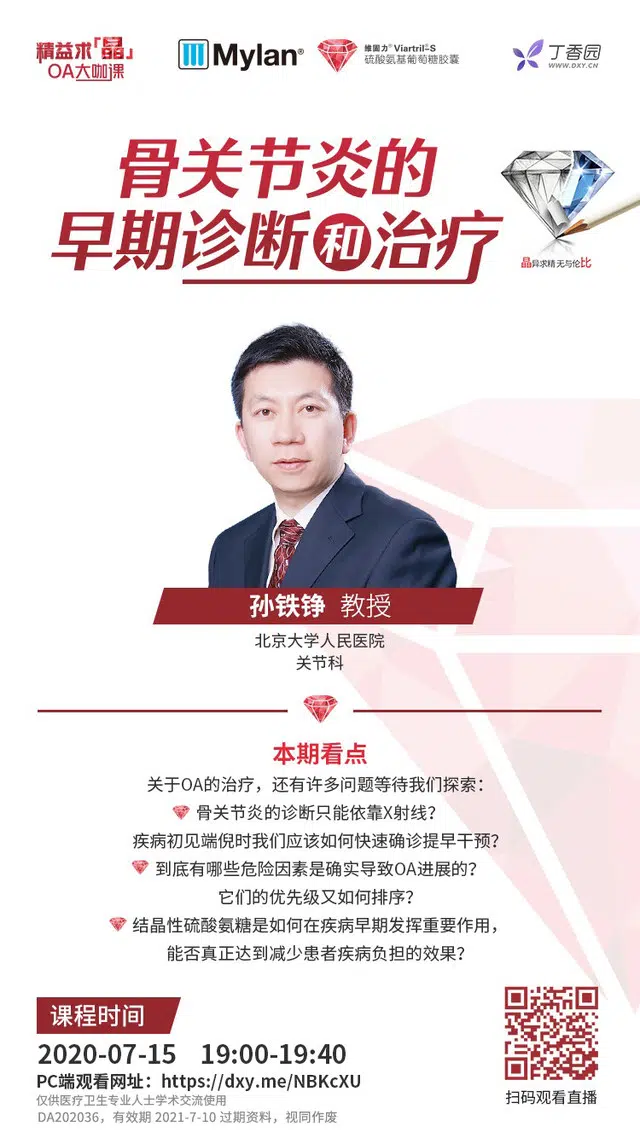 精益求「晶」
OA大咖课
Mylan®
维固力® Viartril®-S
硫酸氨基葡萄糖胶囊
丁香园
WWW.DXY.CN
骨关节炎的
早期诊断和治疗
晶异求精 无与伦比
孙铁铮 教授
北京大学人民医院
关节科
本期看点
关于OA的治疗，还有许多问题等待我们探索：
骨关节炎的诊断只能依靠X射线？
疾病初见端倪时我们应该如何快速确诊提早干预？
到底有哪些危险因素是确实导致OA进展的？
它们的优先级又如何排序？
结晶性硫酸氨糖是如何在疾病早期发挥重要作用，
能否真正达到减少患者疾病负担的效果？
课程时间
2020-07-15 19:00-19:40
PC端观看网址：https://dxy.me/NBKcXU
仅供医疗卫生专业人士学术交流使用
DA202036，有效期 2021-7-10 过期资料，视同作废
扫码观看直播